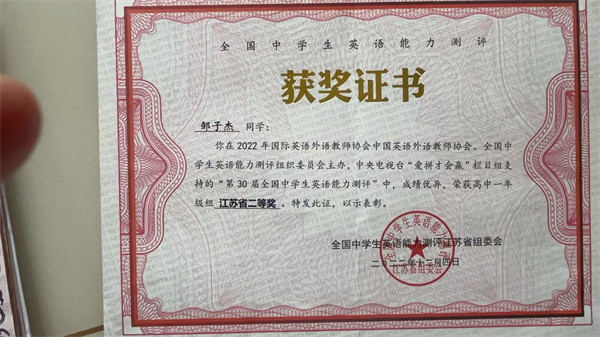 全国中学生英语能力测评
获奖证书
邹子杰 同学：
你在2022年国际英语外语教师协会中国英语外语教师协会、全国中
学生英语能力测评组织委员会主办，中央电视台“爱拼才会赢”栏目组支
持的“第30届全国中学生英语能力测评”中，成绩优异，荣获高中一年
级组 江苏省二等奖 。特发此证，以示表彰。
全国中学生英语能力测评江苏省组委会
二〇二二年十二月四日
江苏省组委会